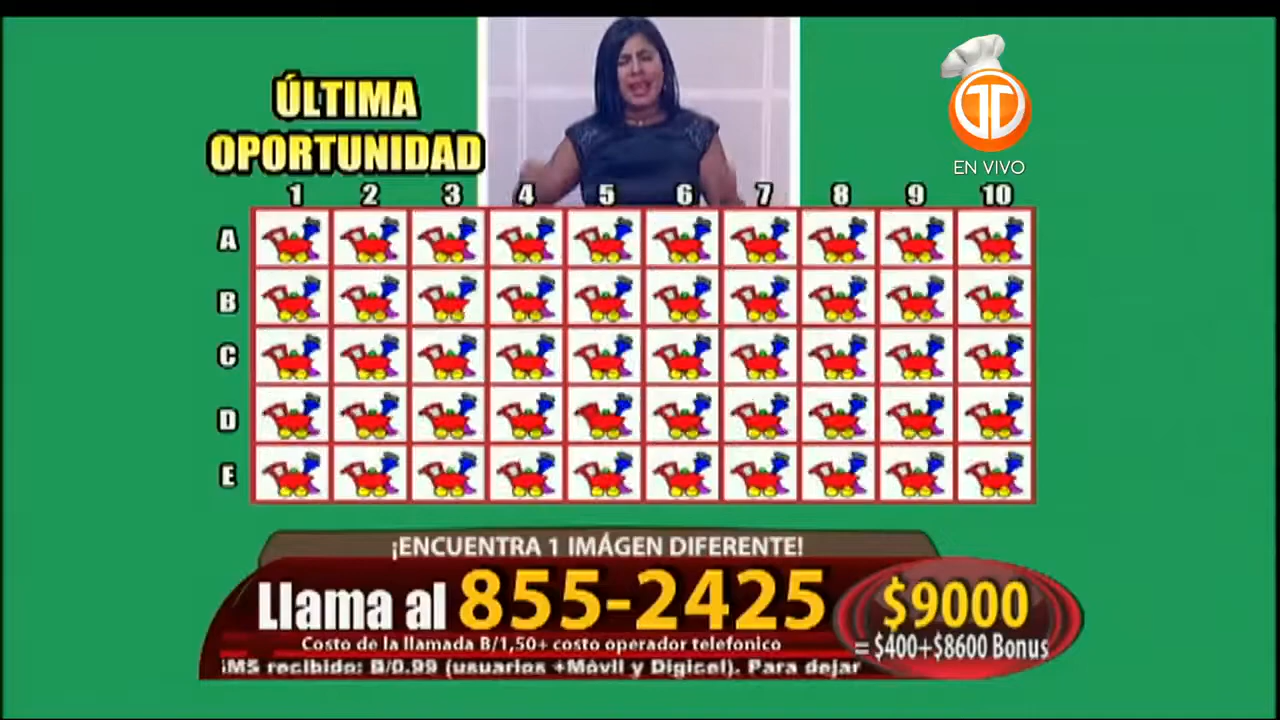 ÚLTIMA
OPORTUNIDAD
EN VIVO
1 2 3 4 5 6 7 8 9 10
A
B
C
D
E
¡ENCUENTRA 1 IMÁGEN DIFERENTE!
Llama al 855-2425
$9000
Costo de la llamada B/1,50+ costo operador telefonico
= $400+$8600 Bonus
SMS recibido: B/0.99 (usuarios +Móvil y Digicel). Para dejar